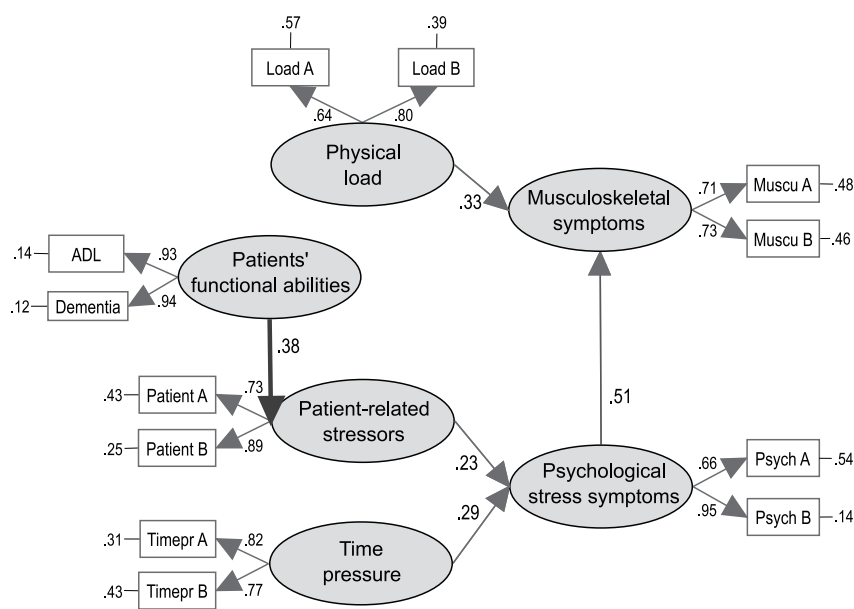 .57
.39
Load A
Load B
.64
.80
Physical
load
.33
Musculoskeletal
symptoms
.71
Muscu A
.48
.73
Muscu B
.46
.14
ADL
.93
.12
Dementia
.94
Patients'
functional abilities
.38
.43
Patient A
.73
.25
Patient B
.89
Patient-related
stressors
.51
.23
Psychological
stress symptoms
.66
Psych A
.54
.95
Psych B
.14
.29
.31
Timepr A
.82
.43
Timepr B
.77
Time
pressure